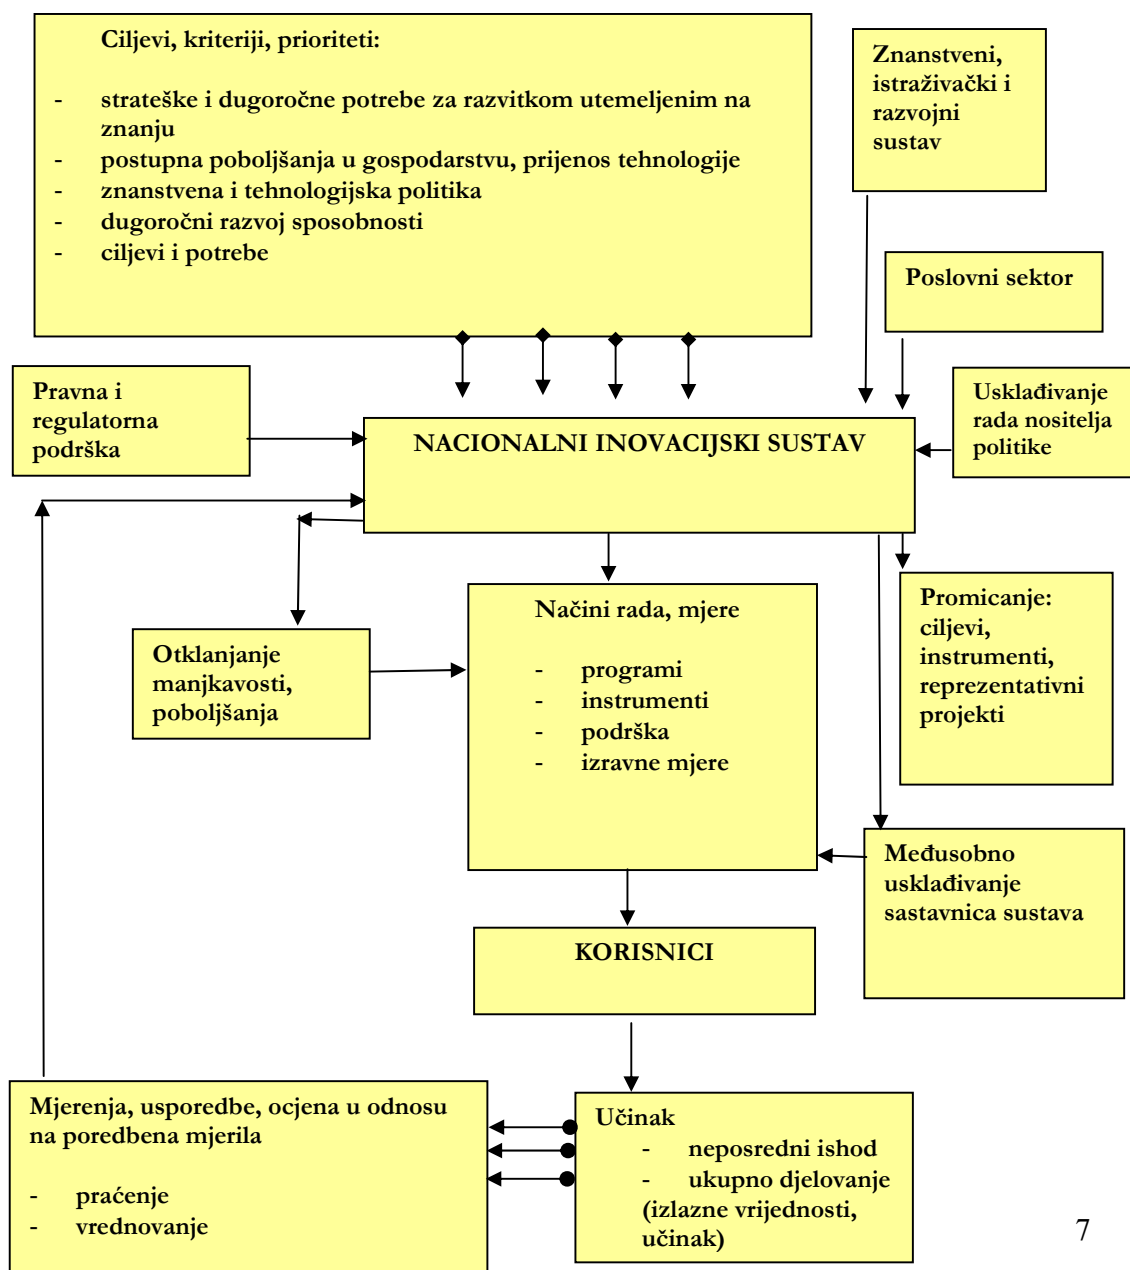 Ciljevi, kriteriji, prioriteti:
- strateške i dugoročne potrebe za razvitkom utemeljenim na
znanju
- postupna poboljšanja u gospodarstvu, prijenos tehnologije
- znanstvena i tehnologijska politika
- dugoročni razvoj sposobnosti
- ciljevi i potrebe
Znanstveni,
istraživački i
razvojni
sustav
Poslovni sektor
Pravna i
regulatorna
podrška
NACIONALNI INOVACIJSKI SUSTAV
Usklađivanje
rada nositelja
politike
Otklanjanje
manjkavosti,
poboljšanja
Načini rada, mjere
- programi
- instrumenti
- podrška
- izravne mjere
Promicanje:
ciljevi,
instrumenti,
reprezentativni
projekti
Međusobno
usklađivanje
sastavnica sustava
KORISNICI
Mjerenja, usporedbe, ocjena u odnosu
na poredbena mjerila
- praćenje
- vrednovanje
Učinak
- neposredni ishod
- ukupno djelovanje
(izlazne vrijednosti,
učinak)
7